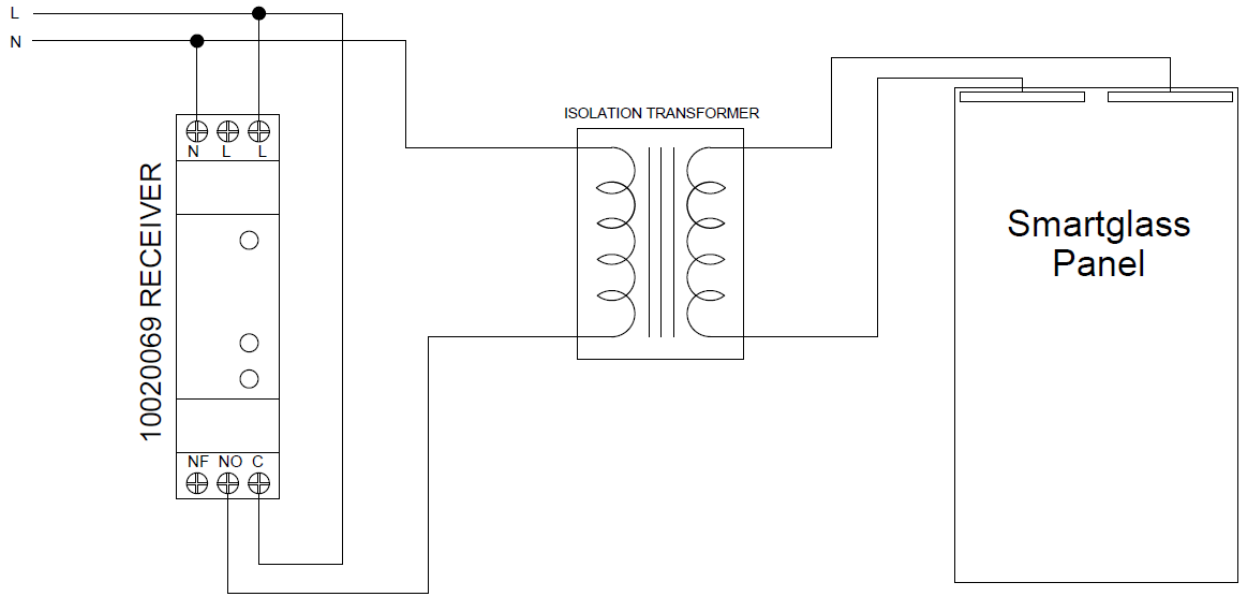 L
N
ISOLATION TRANSFORMER
N L L
10020069 RECEIVER
Smartglass
Panel
NF NO C